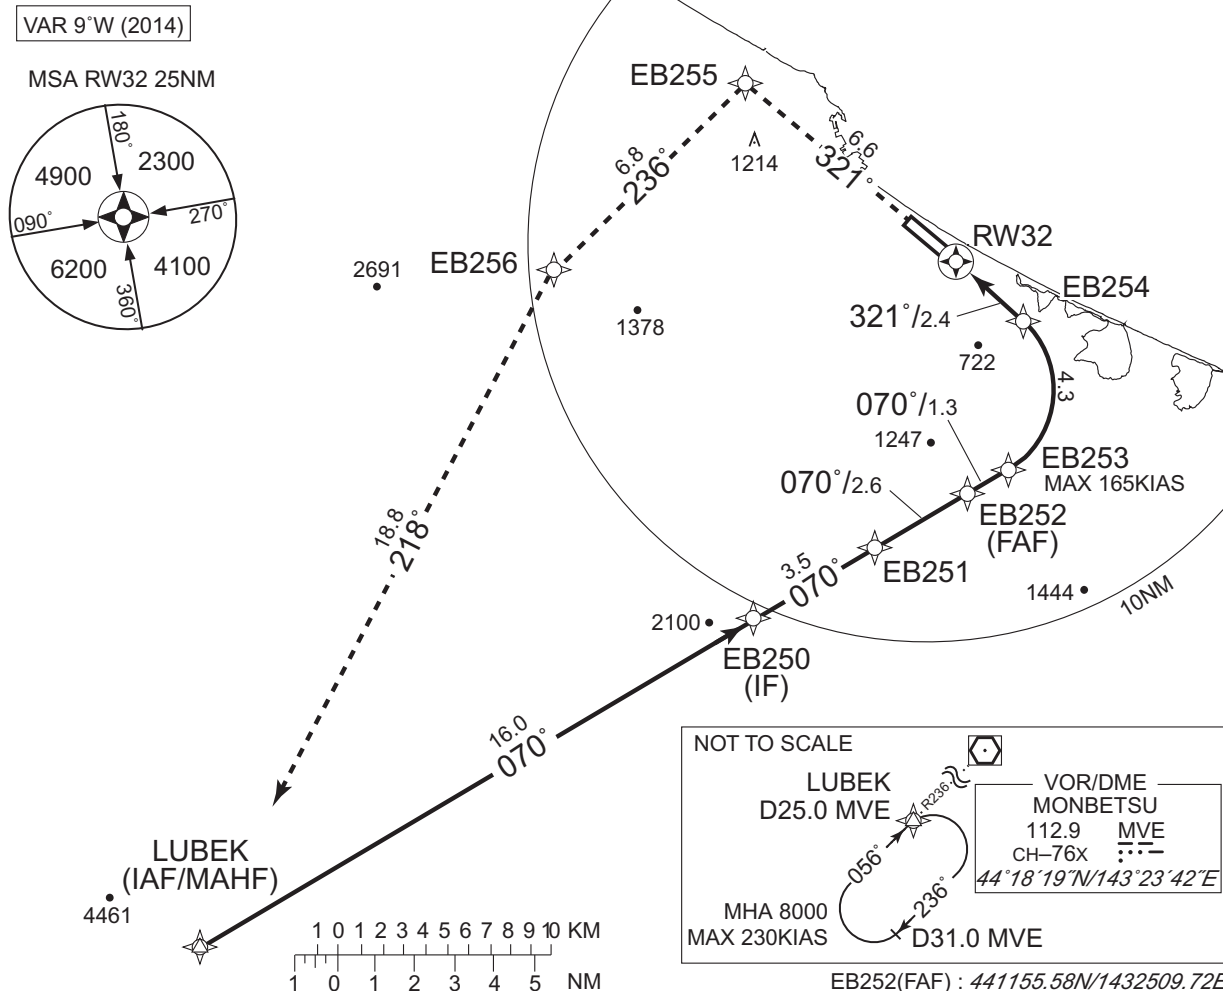 VAR 9°W (2014)
MSA RW32 25NM
180°
4900
2300
090°
270°
6200
4100
360°
EB255
1214
6.6
321°
6.8
236°
RW32
EB256
2691
1378
EB254
321°/2.4
722
4.3
070°/1.3
1247
EB253
MAX 165KIAS
070°/2.6
EB252
(FAF)
EB251
18.8
218°
3.5
070°
1444
10NM
2100
EB250
(IF)
16.0
070°
LUBEK
(IAF/MAHF)
4461
1 0 1 2 3 4 5 6 7 8 9 10 KM
1 0 1 2 3 4 5 NM
NOT TO SCALE
LUBEK
D25.0 MVE
R236
VOR/DME
MONBETSU
112.9 MVE
CH–76X
44°18´19˝N/143°23´42˝E
056°
236°
MHA 8000
MAX 230KIAS
D31.0 MVE
EB252(FAF) : 441155.58N/1432509.72E